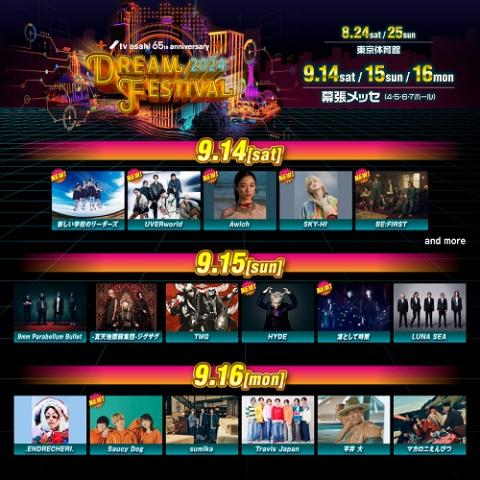 tv asahi 65th anniversary
DREAM 2024
FESTIVAL
8.24sat/25sun
東京体育館
9.14sat/15sun/16mon
幕張メッセ(4・5・6・7ホール)
9.14[sat]
NEW!
NEW!
NEW!
NEW!
NEW!
新しい学校のリーダーズ
UVERworld
Awich
SKY-HI
BE:FIRST
and more
9.15[sun]
NEW!
9mm Parabellum Bullet
-真天地開闢集団-ジグザグ
TMG
HYDE
凛として時雨
LUNA SEA
9.16[mon]
NEW!
.ENDRECHERI.
Saucy Dog
sumika
Travis Japan
平井 大
マカロニえんぴつ